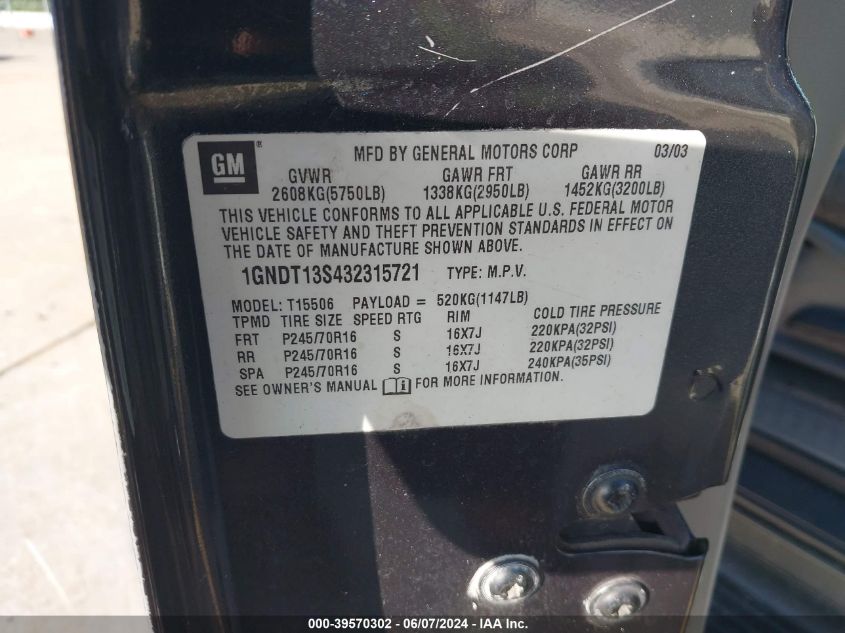 GM® MFD BY GENERAL MOTORS CORP 03/03
GVWR GAWR FRT GAWR RR
2608KG(5750LB) 1338KG(2950LB) 1452KG(3200LB)
THIS VEHICLE CONFORMS TO ALL APPLICABLE U.S. FEDERAL MOTOR
VEHICLE SAFETY AND THEFT PREVENTION STANDARDS IN EFFECT ON
THE DATE OF MANUFACTURE SHOWN ABOVE.
1GNDT13S432315721 TYPE: M.P.V.
MODEL: T15506 PAYLOAD = 520KG(1147LB)
TPMD TIRE SIZE SPEED RTG RIM COLD TIRE PRESSURE
FRT P245/70R16 S 16X7J 220KPA(32PSI)
RR P245/70R16 S 16X7J 220KPA(32PSI)
SPA P245/70R16 S 16X7J 240KPA(35PSI)
SEE OWNER'S MANUAL i FOR MORE INFORMATION.
000-39570302 - 06/07/2024 - IAA Inc.